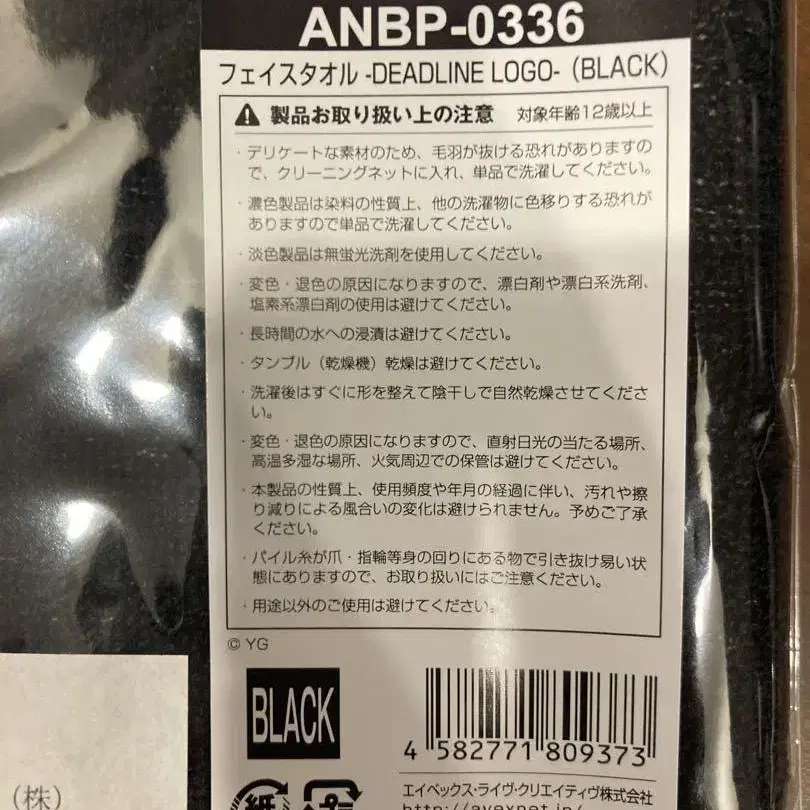 ANBP-0336
フェイスタオル -DEADLINE LOGO-（BLACK）
製品お取り扱い上の注意 対象年齢12歳以上
・デリケートな素材のため、毛羽が抜ける恐れがありますの
で、クリーニングネットに入れ、単品で洗濯してください。
・濃色製品は染料の性質上、他の洗濯物に色移りする恐れが
ありますので単品で洗濯してください。
・淡色製品は無蛍光洗剤を使用してください。
・変色・退色の原因になりますので、漂白剤や漂白系洗剤、
塩素系漂白剤の使用は避けてください。
・長時間の水への浸漬は避けてください。
・タンブル（乾燥機）乾燥は避けてください。
・洗濯後はすぐに形を整えて陰干しで自然乾燥させてくださ
い。
・変色・退色の原因になりますので、直射日光の当たる場所、
高温多湿な場所、火気周辺での保管は避けてください。
・本製品の性質上、使用頻度や年月の経過に伴い、汚れや擦
り減りによる風合いの変化は避けられません。予めご了承
ください。
・パイル糸が爪・指輪等身の回りにある物で引き抜け易い状
態にありますので、お取り扱いにはご注意ください。
・用途以外のご使用は避けてください。
© YG
BLACK
4 582771 809373
エイベックス・ライヴ・クリエイティヴ株式会社
http://avexnet.jp/
紙
（株）